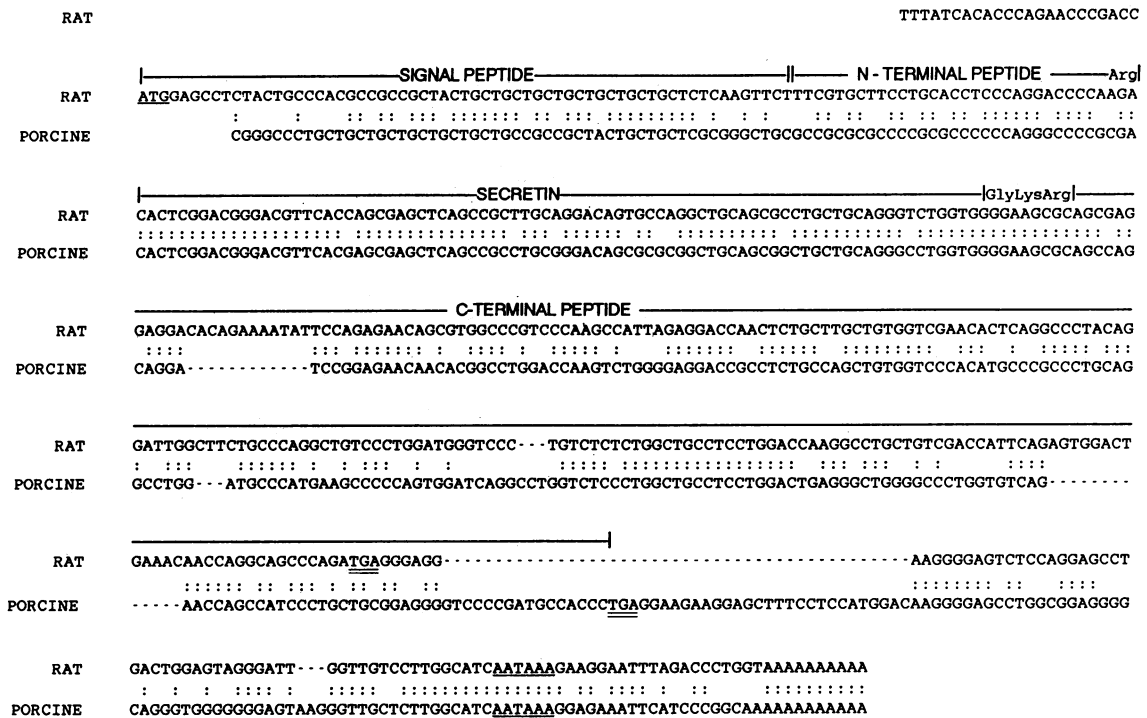 RAT TTTATCACACCCAGAACCCGACC
SIGNAL PEPTIDE N - TERMINAL PEPTIDE Arg
RAT ATGGAGCCTCTACTGCCCACGCCGCCGCTACTGCTGCTGCTGCTGCTGCTGCTCTCAAGTTCTTTCGTGCTTCCTGCACCTCCCAGGACCCCAAGA
PORCINE CGGGCCCTGCTGCTGCTGCTGCTGCTGCCGCCGCTACTGCTGCTCGCGGGCTGCGCCGCGCGCCCCGCGCCCCCCAGGGCCCCGCGA
SECRETIN GlyLysArg
RAT CACTCGGACGGGACGTTCACCAGCGAGCTCAGCCGCTTGCAGGACAGTGCCAGGCTGCAGCGCCTGCTGCAGGGTCTGGTGGGGAAGCGCAGCGAG
PORCINE CACTCGGACGGGACGTTCACGAGCGAGCTCAGCCGCCTGCGGGACAGCGCGCGGCTGCAGCGGCTGCTGCAGGGCCTGGTGGGGAAGCGCAGCCAG
C-TERMINAL PEPTIDE
RAT GAGGACACAGAAAATATTCCAGAGAACAGCGTGGCCCGTCCCAAGCCATTAGAGGACCAACTCTGCTTGCTGTGGTCGAACACTCAGGCCCTACAG
PORCINE CAGGA------------TCCGGAGAACAACACGGCCTGGACCAAGTCTGGGGAGGACCGCCTCTGCCAGCTGTGGTCCCACATGCCCGCCCTGCAG
RAT GATTGGCTTCTGCCCAGGCTGTCCCTGGATGGGTCCC---TGTCTCTCTGGCTGCCTCCTGGACCAAGGCCTGCTGTCGACCATTCAGAGTGGACT
PORCINE GCCTGG---ATGCCCATGAAGCCCCCAGTGGATCAGGCCTGGTCTCCCTGGCTGCCTCCTGGACTGAGGGCTGGGGCCCTGGTGTCAG--------
RAT GAAACAACCAGGCAGCCCAGATGAGGGAGG----------------------------------------------AAGGGGAGTCTCCAGGAGCCT
PORCINE -----AACCAGCCATCCCTGCTGCGGAGGGGTCCCCGATGCCACCCTGAGGAAGAAGGAGCTTTCCTCCATGGACAAGGGGAGCCTGGCGGAGGGG
RAT GACTGGAGTAGGGATT---GGTTGTCCTTGGCATCAATAAAGAAGGAATTTAGACCCTGGTAAAAAAAAAA
PORCINE CAGGGTGGGGGGGAGTAAGGGTTGCTCTTGGCATCAATAAAGGAGAAATTCATCCCGGCAAAAAAAAAAAA